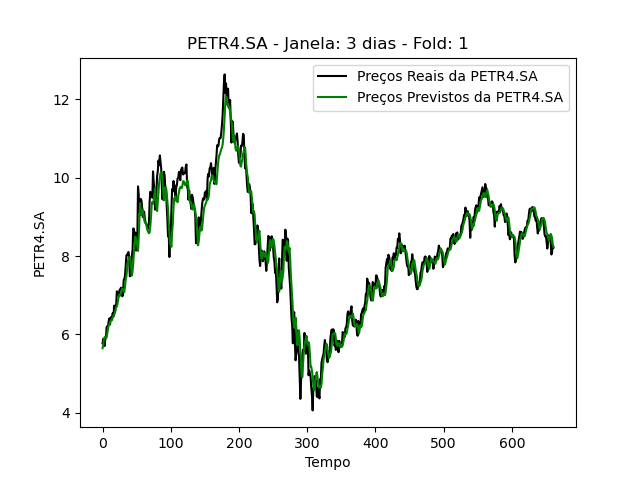 PETR4.SA - Janela: 3 dias - Fold: 1
Preços Reais da PETR4.SA
Preços Previstos da PETR4.SA
PETR4.SA
12
10
8
6
4
0 100 200 300 400 500 600
Tempo